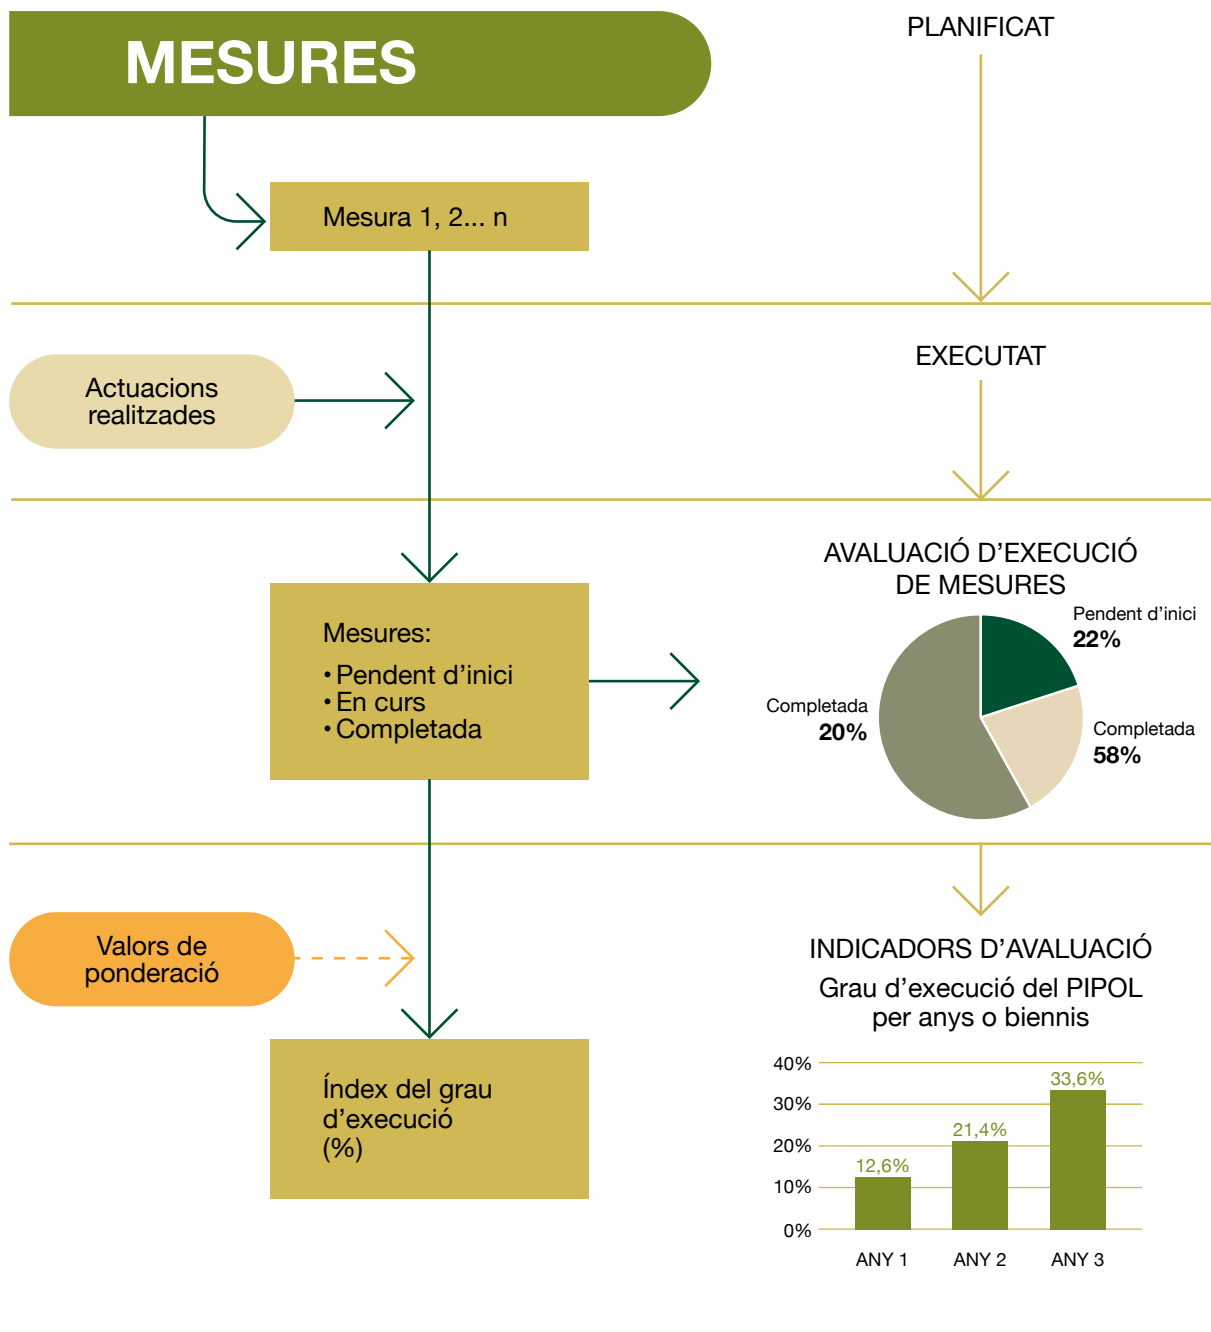 MESURES
PLANIFICAT
Mesura 1, 2... n
EXECUTAT
Actuacions
realitzades
AVALUACIÓ D’EXECUCIÓ
DE MESURES
Mesures:
• Pendent d’inici
• En curs
• Completada
Pendent d’inici
22%
Completada
20%
Completada
58%
Valors de
ponderació
INDICADORS D’AVALUACIÓ
Grau d’execució del PIPOL
per anys o biennis
Índex del grau
d’execució
(%)
40%
30%
20%
10%
0%
12,6%
21,4%
33,6%
ANY 1
ANY 2
ANY 3